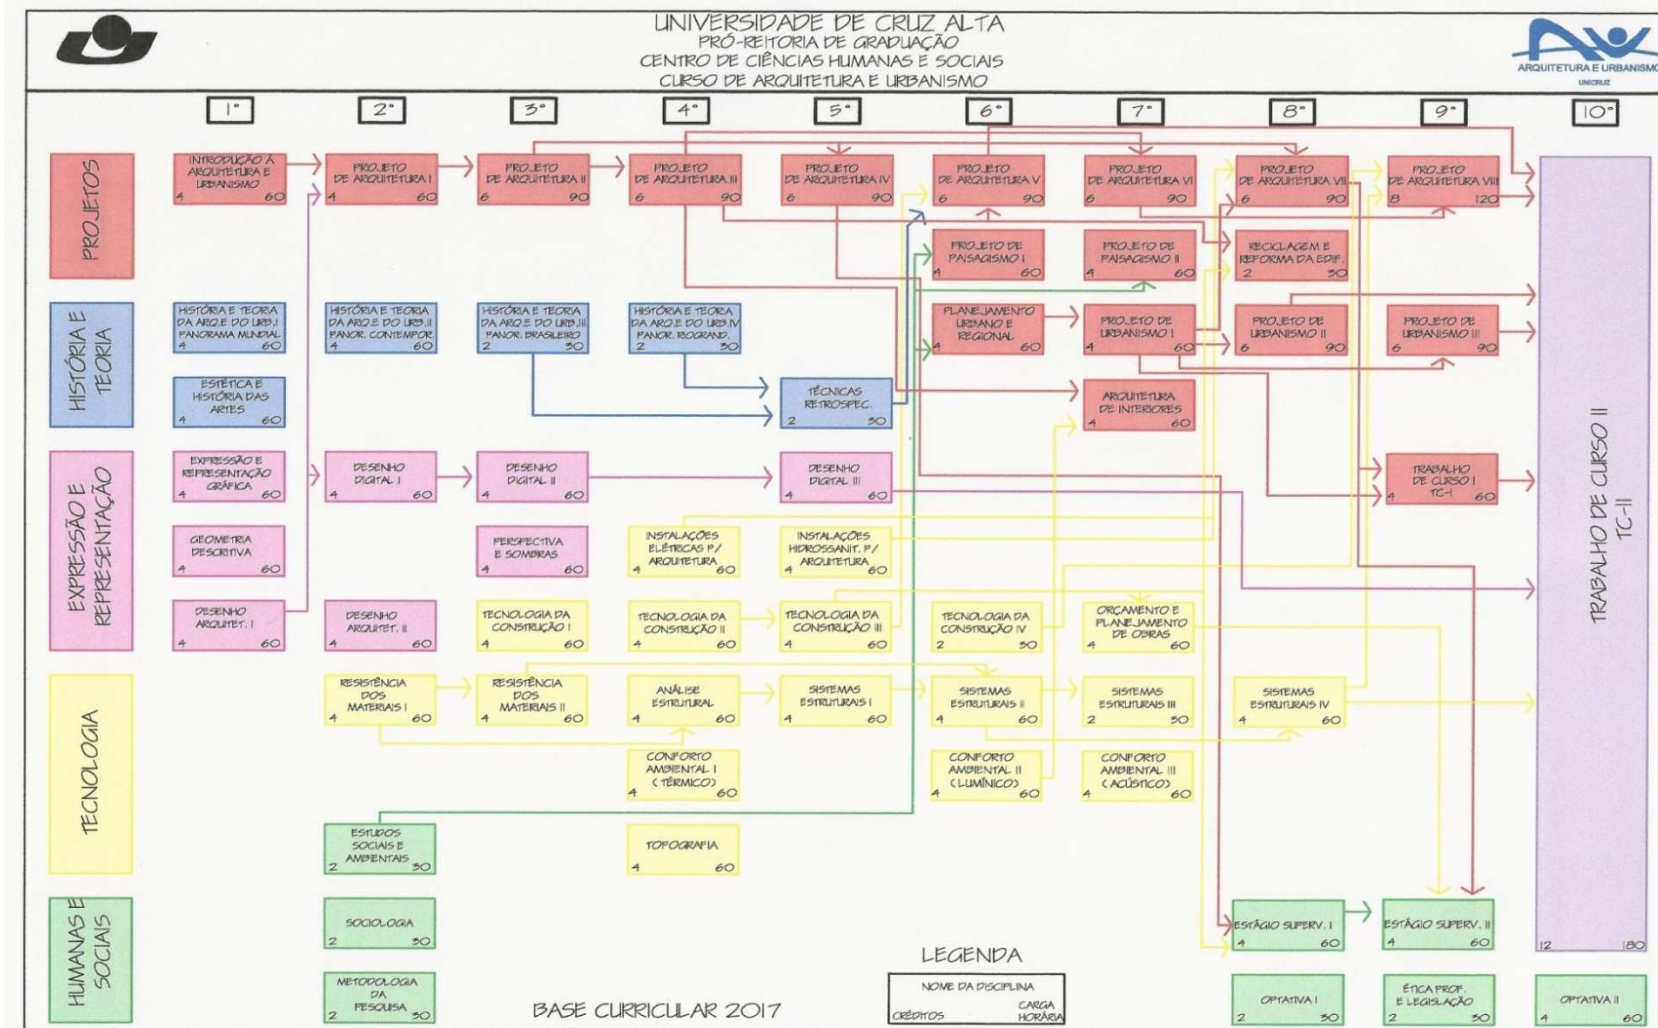 UNIVERSIDADE DE CRUZ ALTA
PRÓ-REITORIA DE GRADUAÇÃO
CENTRO DE CIÊNCIAS HUMANAS E SOCIAIS
CURSO DE ARQUITETURA E URBANISMO
ARQUITETURA E URBANISMO
UNICRUZ
1° 2° 3° 4° 5° 6° 7° 8° 9° 10°
PROJETOS
INTRODUÇÃO À
ARQUITETURA E
URBANISMO
4 60
PROJETO
DE ARQUITETURA I
4 60
PROJETO
DE ARQUITETURA II
6 90
PROJETO
DE ARQUITETURA III
6 90
PROJETO
DE ARQUITETURA IV
6 90
PROJETO
DE ARQUITETURA V
6 90
PROJETO
DE ARQUITETURA VI
6 90
PROJETO
DE ARQUITETURA VII
6 90
PROJETO
DE ARQUITETURA VIII
8 120
PROJETO DE
PAISAGISMO I
4 60
PROJETO DE
PAISAGISMO II
4 60
RECICLAGEM E
REFORMA DA EDIF.
2 30
HISTÓRIA E
TEORIA
HISTÓRIA E TEORIA
DA ARQ.E DO URB.I
PANORAMA MUNDIAL
4 60
HISTÓRIA E TEORIA
DA ARQ.E DO URB.II
PANOR. CONTEMPOR.
4 60
HISTÓRIA E TEORIA
DA ARQ.E DO URB.III
PANOR. BRASILEIRO
2 30
HISTÓRIA E TEORIA
DA ARQ.E DO URB.IV
PANOR. RIOGRAND.
2 30
PLANEJAMENTO
URBANO E
REGIONAL
4 60
PROJETO DE
URBANISMO I
4 60
PROJETO DE
URBANISMO II
6 90
PROJETO DE
URBANISMO III
6 90
ESTÉTICA E
HISTÓRIA DAS
ARTES
4 60
TÉCNICAS
RETROSPEC.
2 30
ARQUITETURA
DE INTERIORES
4 60
EXPRESSÃO E
REPRESENTAÇÃO
EXPRESSÃO E
REPRESENTAÇÃO
GRÁFICA
4 60
DESENHO
DIGITAL I
4 60
DESENHO
DIGITAL II
4 60
DESENHO
DIGITAL III
4 60
TRABALHO
DE CURSO I
TC-I
4 60
GEOMETRIA
DESCRITIVA
4 60
PERSPECTIVA
E SOMBRAS
4 60
INSTALAÇÕES
ELÉTRICAS P/
ARQUITETURA
4 60
INSTALAÇÕES
HIDROSSANIT. P/
ARQUITETURA
4 60
DESENHO
ARQUITET. I
4 60
DESENHO
ARQUITET. II
4 60
TECNOLOGIA DA
CONSTRUÇÃO I
4 60
TECNOLOGIA DA
CONSTRUÇÃO II
4 60
TECNOLOGIA DA
CONSTRUÇÃO III
4 60
TECNOLOGIA DA
CONSTRUÇÃO IV
2 30
ORÇAMENTO E
PLANEJAMENTO
DE OBRAS
4 60
TECNOLOGIA
RESISTÊNCIA
DOS
MATERIAIS I
4 60
RESISTÊNCIA
DOS
MATERIAIS II
4 60
ANÁLISE
ESTRUTURAL
4 60
SISTEMAS
ESTRUTURAIS I
4 60
SISTEMAS
ESTRUTURAIS II
4 60
SISTEMAS
ESTRUTURAIS III
2 30
SISTEMAS
ESTRUTURAIS IV
4 60
CONFORTO
AMBIENTAL I
(TÉRMICO)
4 60
CONFORTO
AMBIENTAL II
(LUMÍNICO)
4 60
CONFORTO
AMBIENTAL III
(ACÚSTICO)
4 60
ESTUDOS
SOCIAIS E
AMBIENTAIS
2 30
TOPOGRAFIA
4 60
HUMANAS E
SOCIAIS
SOCIOLOGIA
2 30
ESTÁGIO SUPERV. I
4 60
ESTÁGIO SUPERV. II
4 60
METODOLOGIA
DA
PESQUISA
2 30
OPTATIVA I
2 30
ÉTICA PROF.
E LEGISLAÇÃO
2 30
OPTATIVA II
4 60
TRABALHO DE CURSO II
TC-II
12 180
BASE CURRICULAR 2017
LEGENDA
NOME DA DISCIPLINA
CRÉDITOS
CARGA
HORÁRIA